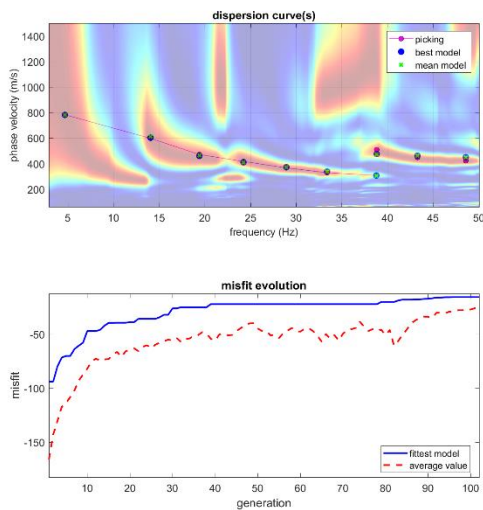 dispersion curve(s)
1400
1200
1000
800
600
400
200
phase velocity (m/s)
picking
best model
mean model
5 10 15 20 25 30 35 40 45 50
frequency (Hz)
misfit evolution
-50
-100
-150
misfit
fittest model
average value
10 20 30 40 50 60 70 80 90 100
generation